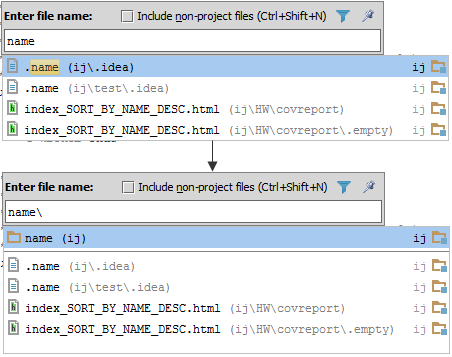 Enter file name: Include non-project files (Ctrl+Shift+N)
name
.name (ij\.idea) ij
.name (ij\test\.idea) ij
index_SORT_BY_NAME_DESC.html (ij\HW\covreport) ij
index_SORT_BY_NAME_DESC.html (ij\HW\covreport\.empty) ij
Enter file name: Include non-project files (Ctrl+Shift+N)
name\
name (ij) ij
.name (ij\.idea) ij
.name (ij\test\.idea) ij
index_SORT_BY_NAME_DESC.html (ij\HW\covreport) ij
index_SORT_BY_NAME_DESC.html (ij\HW\covreport\.empty) ij